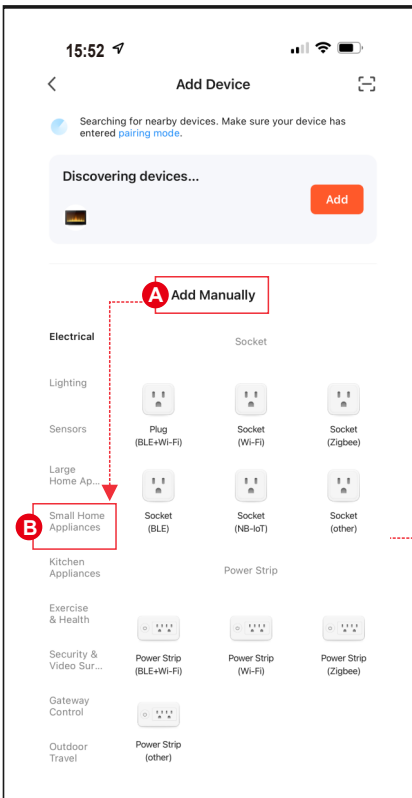 15:52
Add Device
Searching for nearby devices. Make sure your device has
entered pairing mode.
Discovering devices...
Add
A
Add Manually
Electrical
Socket
Lighting
Sensors
Plug
(BLE+Wi-Fi)
Socket
(Wi-Fi)
Socket
(Zigbee)
Large
Home Ap...
B
Small Home
Appliances
Socket
(BLE)
Socket
(NB-IoT)
Socket
(other)
Kitchen
Appliances
Power Strip
Exercise
& Health
Security &
Video Sur...
Power Strip
(BLE+Wi-Fi)
Power Strip
(Wi-Fi)
Power Strip
(Zigbee)
Gateway
Control
Outdoor
Travel
Power Strip
(other)